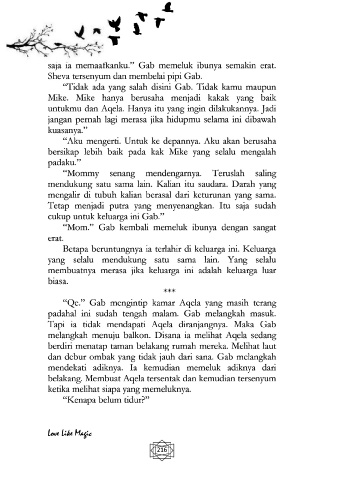 saja ia memaafkanku.” Gab memeluk ibunya semakin erat.
Sheva tersenyum dan membelai pipi Gab.
“Tidak ada yang salah disini Gab. Tidak kamu maupun
Mike. Mike hanya berusaha menjadi kakak yang baik
untukmu dan Aqela. Hanya itu yang ingin dilakukannya. Jadi
jangan pernah lagi merasa jika hidupmu selama ini dibawah
kuasanya.”
“Aku mengerti. Untuk ke depannya. Aku akan berusaha
bersikap lebih baik pada kak Mike yang selalu mengalah
padaku.”
“Mommy senang mendengarnya. Teruslah saling
mendukung satu sama lain. Kalian itu saudara. Darah yang
mengalir di tubuh kalian berasal dari keturunan yang sama.
Tetap menjadi putra yang menyenangkan. Itu saja sudah
cukup untuk keluarga ini Gab.”
“Mom.” Gab kembali memeluk ibunya dengan sangat
erat.
Betapa beruntungnya ia terlahir di keluarga ini. Keluarga
yang selalu mendukung satu sama lain. Yang selalu
membuatnya merasa jika keluarga ini adalah keluarga luar
biasa.
***
“Qe.” Gab mengintip kamar Aqela yang masih terang
padahal ini sudah tengah malam. Gab melangkah masuk.
Tapi ia tidak mendapati Aqela diranjangnya. Maka Gab
melangkah menuju balkon. Disana ia melihat Aqela sedang
berdiri menatap taman belakang rumah mereka. Melihat laut
dan debur ombak yang tidak jauh dari sana. Gab melangkah
mendekati adiknya. Ia kemudian memeluk adiknya dari
belakang. Membuat Aqela tersentak dan kemudian tersenyum
ketika melihat siapa yang memeluknya.
“Kenapa belum tidur?”
Love Like Magic
216